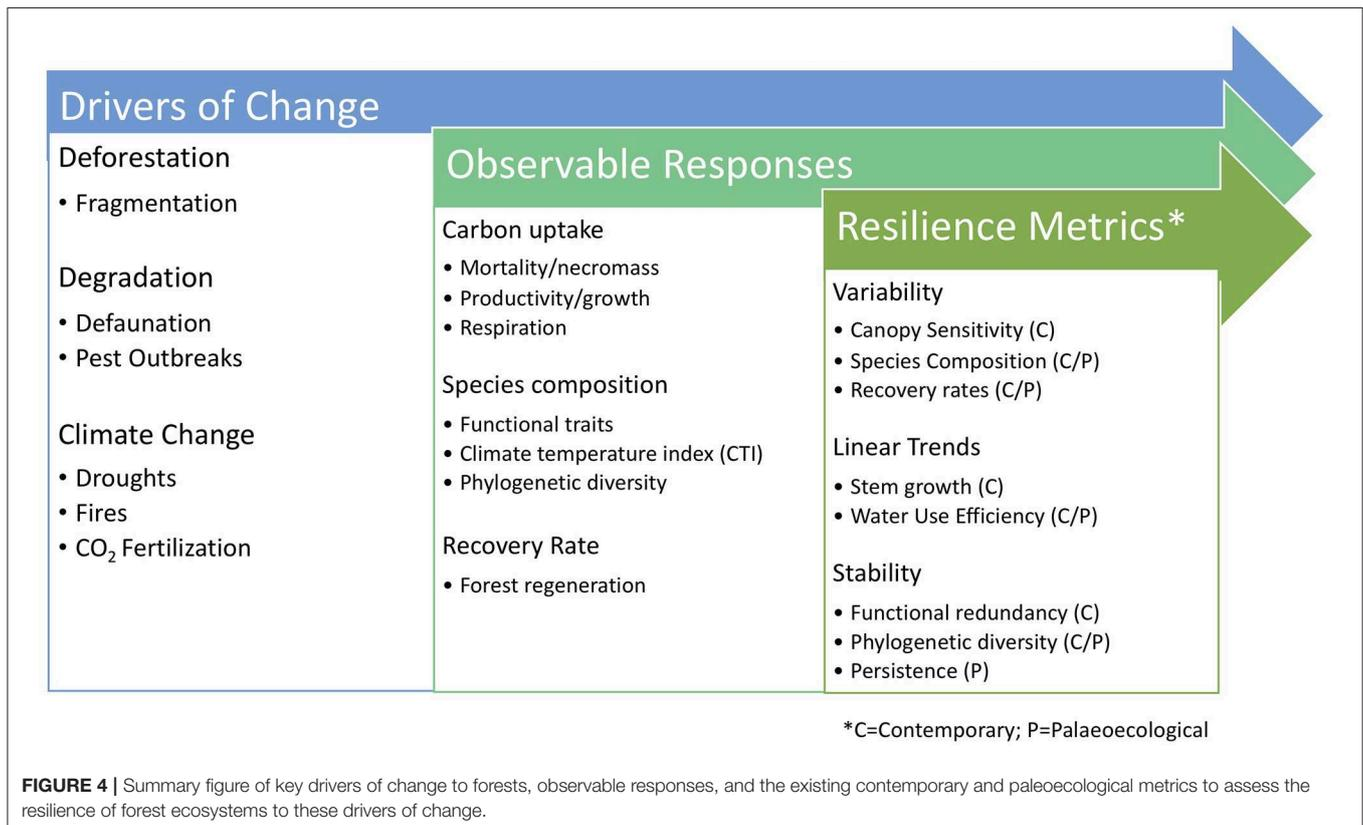 Drivers of Change
Deforestation
• Fragmentation
Degradation
• Defaunation
• Pest Outbreaks
Climate Change
• Droughts
• Fires
• CO₂ Fertilization
Observable Responses
Carbon uptake
• Mortality/necromass
• Productivity/growth
• Respiration
Species composition
• Functional traits
• Climate temperature index (CTI)
• Phylogenetic diversity
Recovery Rate
• Forest regeneration
Resilience Metrics*
Variability
• Canopy Sensitivity (C)
• Species Composition (C/P)
• Recovery rates (C/P)
Linear Trends
• Stem growth (C)
• Water Use Efficiency (C/P)
Stability
• Functional redundancy (C)
• Phylogenetic diversity (C/P)
• Persistence (P)
*C=Contemporary; P=Palaeoecological
FIGURE 4 | Summary figure of key drivers of change to forests, observable responses, and the existing contemporary and paleoecological metrics to assess the
resilience of forest ecosystems to these drivers of change.